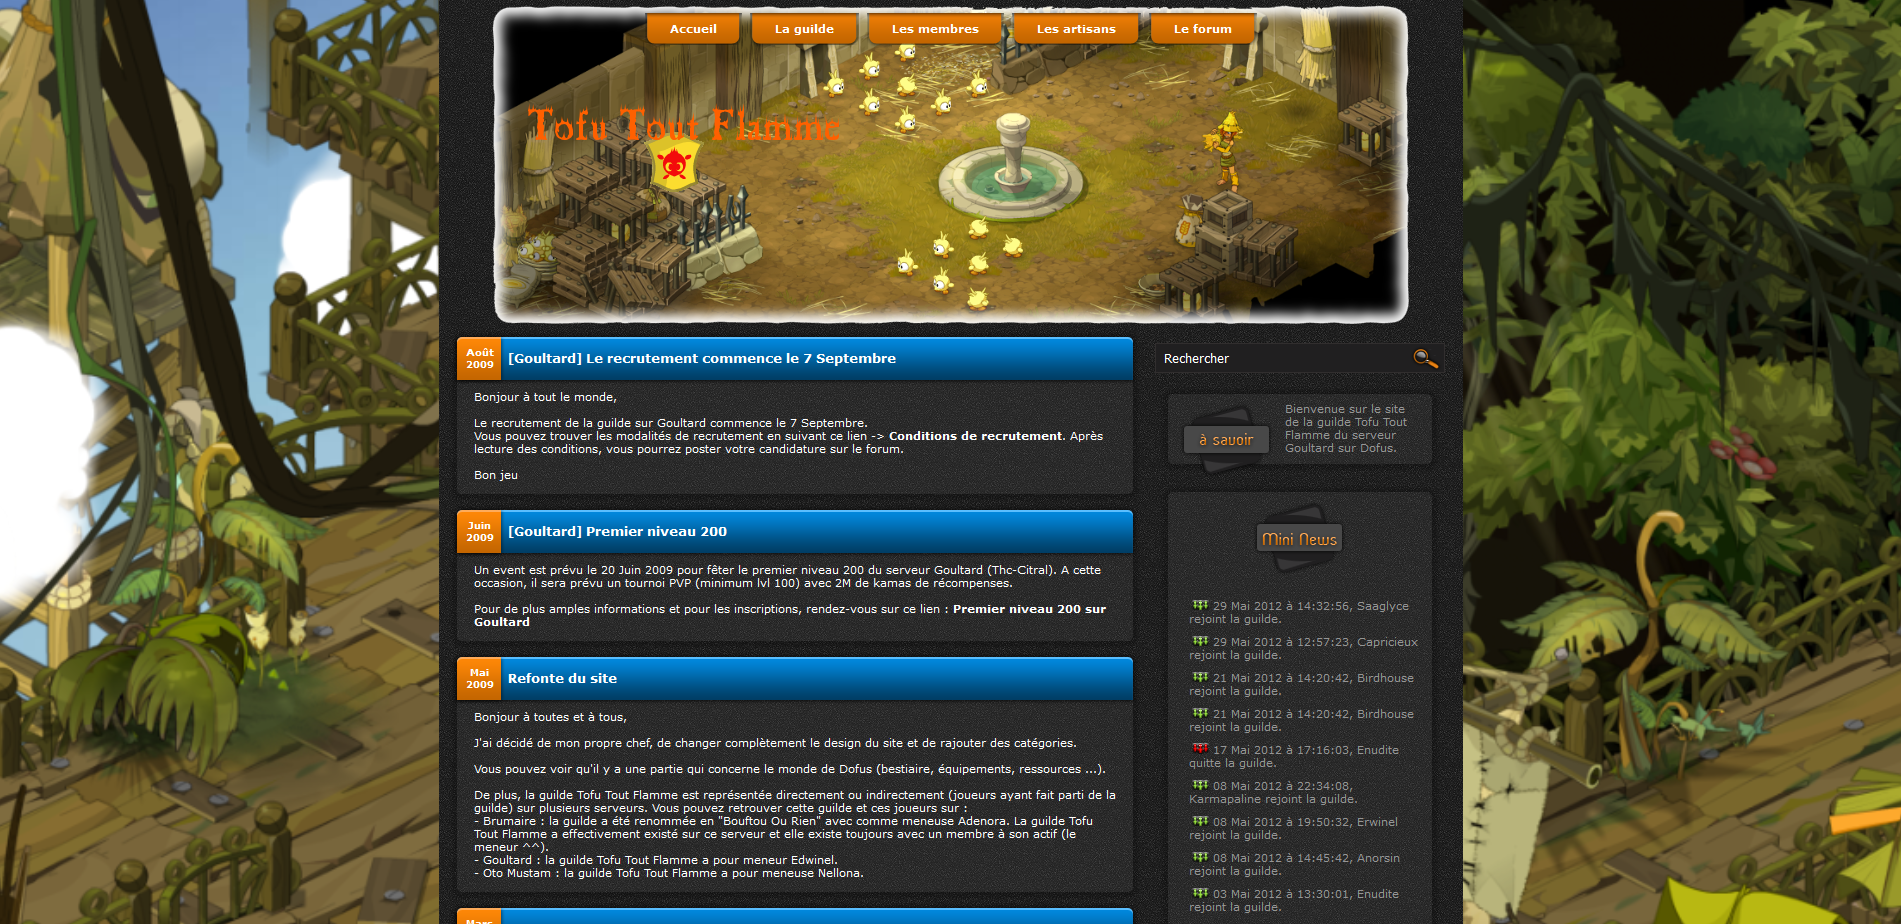 Accueil
La guilde
Les membres
Les artisans
Le forum
Tofu Tout Flamme
Août
2009
[Goultard] Le recrutement commence le 7 Septembre
Bonjour à tout le monde,
Le recrutement de la guilde sur Goultard commence le 7 Septembre.
Vous pouvez trouver les modalités de recrutement en suivant ce lien -> Conditions de recrutement. Après
lecture des conditions, vous pourrez poster votre candidature sur le forum.
Bon jeu
Juin
2009
[Goultard] Premier niveau 200
Un event est prévu le 20 Juin 2009 pour fêter le premier niveau 200 du serveur Goultard (Thc-Citral). A cette
occasion, il sera prévu un tournoi PVP (minimum lvl 100) avec 2M de kamas de récompenses.
Pour de plus amples informations et pour les inscriptions, rendez-vous sur ce lien : Premier niveau 200 sur
Goultard
Mai
2009
Refonte du site
Bonjour à toutes et à tous,
J'ai décidé de mon propre chef, de changer complètement le design du site et de rajouter des catégories.
Vous pouvez voir qu'il y a une partie qui concerne le monde de Dofus (bestiaire, équipements, ressources ...).
De plus, la guilde Tofu Tout Flamme est représentée directement ou indirectement (joueurs ayant fait parti de la
guilde) sur plusieurs serveurs. Vous pouvez retrouver cette guilde et ces joueurs sur :
- Brumaire : la guilde a été renommée en "Bouftou Ou Rien" avec comme meneuse Adenora. La guilde Tofu
Tout Flamme a effectivement existé sur ce serveur et elle existe toujours avec un membre à son actif (le
meneur ^^).
- Goultard : la guilde Tofu Tout Flamme a pour meneur Edwinel.
- Oto Mustam : la guilde Tofu Tout Flamme a pour meneuse Nellona.
Mars
Rechercher
à savoir
Bienvenue sur le site
de la guilde Tofu Tout
Flamme du serveur
Goultard sur Dofus.
Mini News
29 Mai 2012 à 14:32:56, Saaglyce
rejoint la guilde.
29 Mai 2012 à 12:57:23, Capricieux
rejoint la guilde.
21 Mai 2012 à 14:20:42, Birdhouse
rejoint la guilde.
21 Mai 2012 à 14:20:42, Birdhouse
rejoint la guilde.
17 Mai 2012 à 17:16:03, Enudite
quitte la guilde.
08 Mai 2012 à 22:34:08,
Karmapaline rejoint la guilde.
08 Mai 2012 à 19:50:32, Erwinel
rejoint la guilde.
08 Mai 2012 à 14:45:42, Anorsin
rejoint la guilde.
03 Mai 2012 à 13:30:01, Enudite
rejoint la guilde.